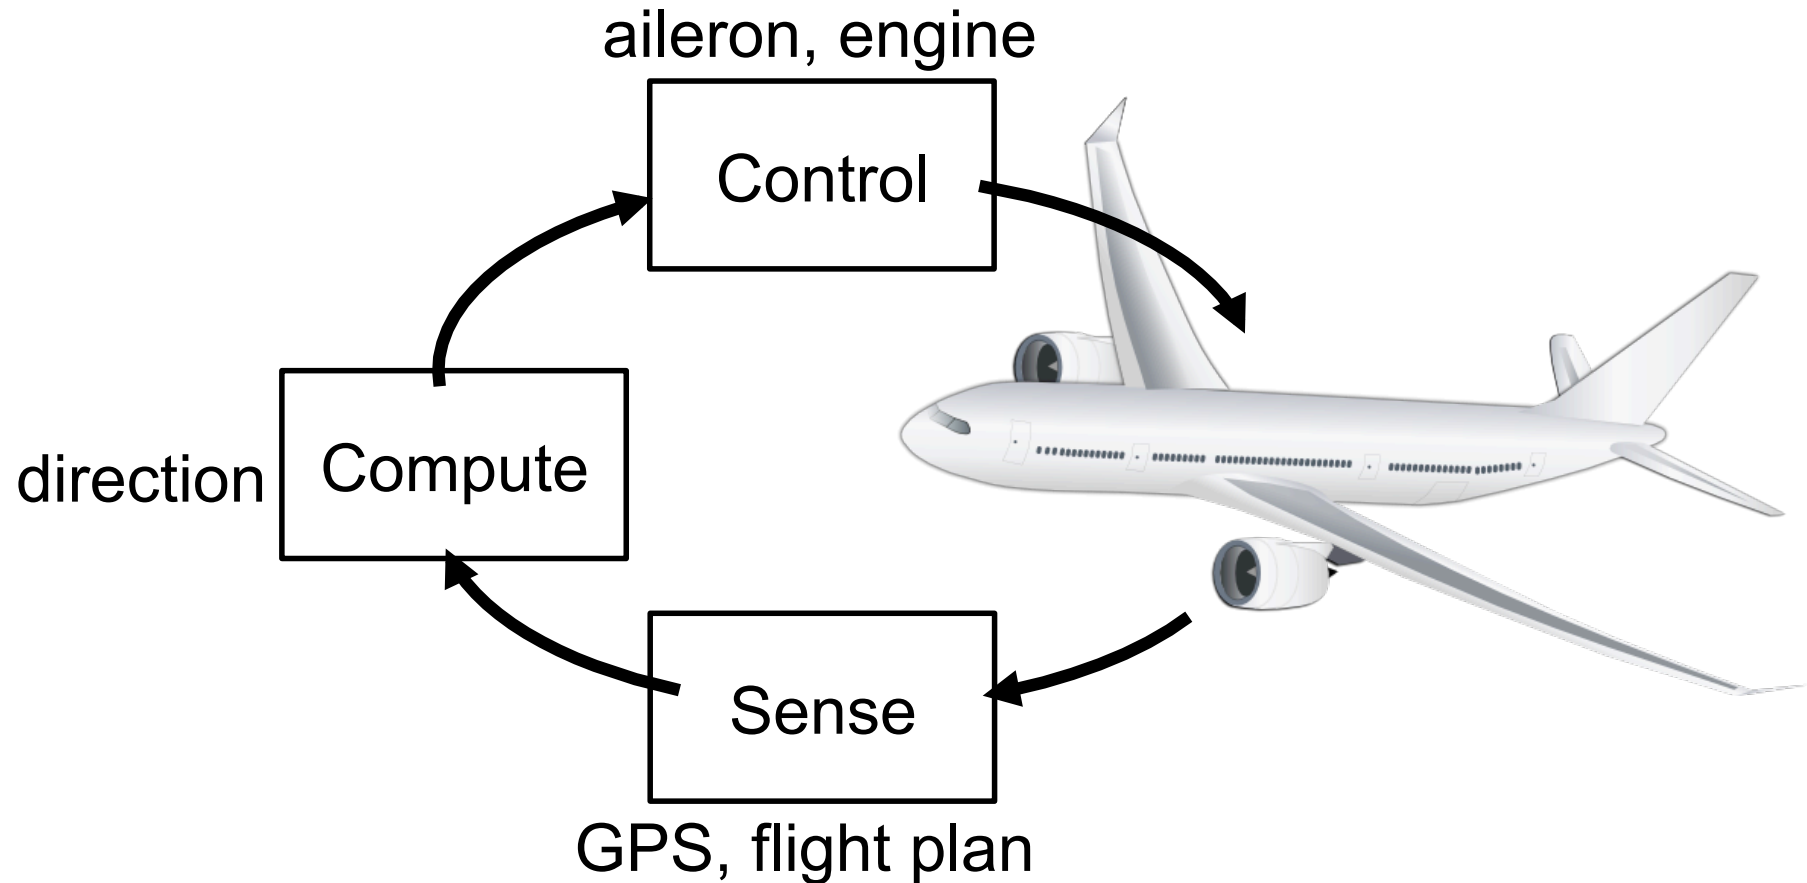 aileron, engine
Control
direction
Compute
Sense
GPS, flight plan